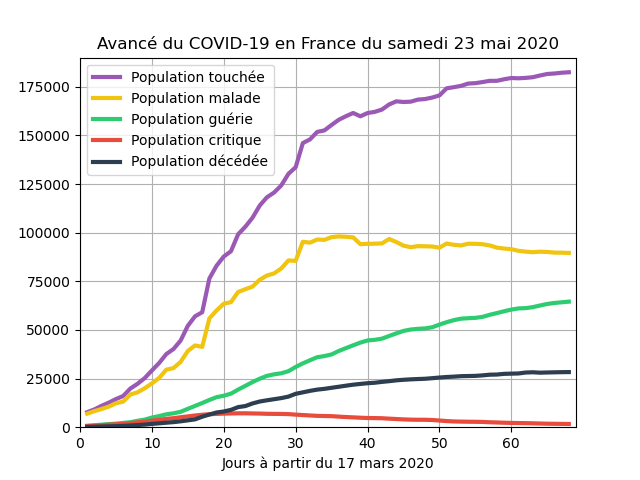 Avancé du COVID-19 en France du samedi 23 mai 2020
Population touchée
Population malade
Population guérie
Population critique
Population décédée
175000
150000
125000
100000
75000
50000
25000
0
0 10 20 30 40 50 60
Jours à partir du 17 mars 2020